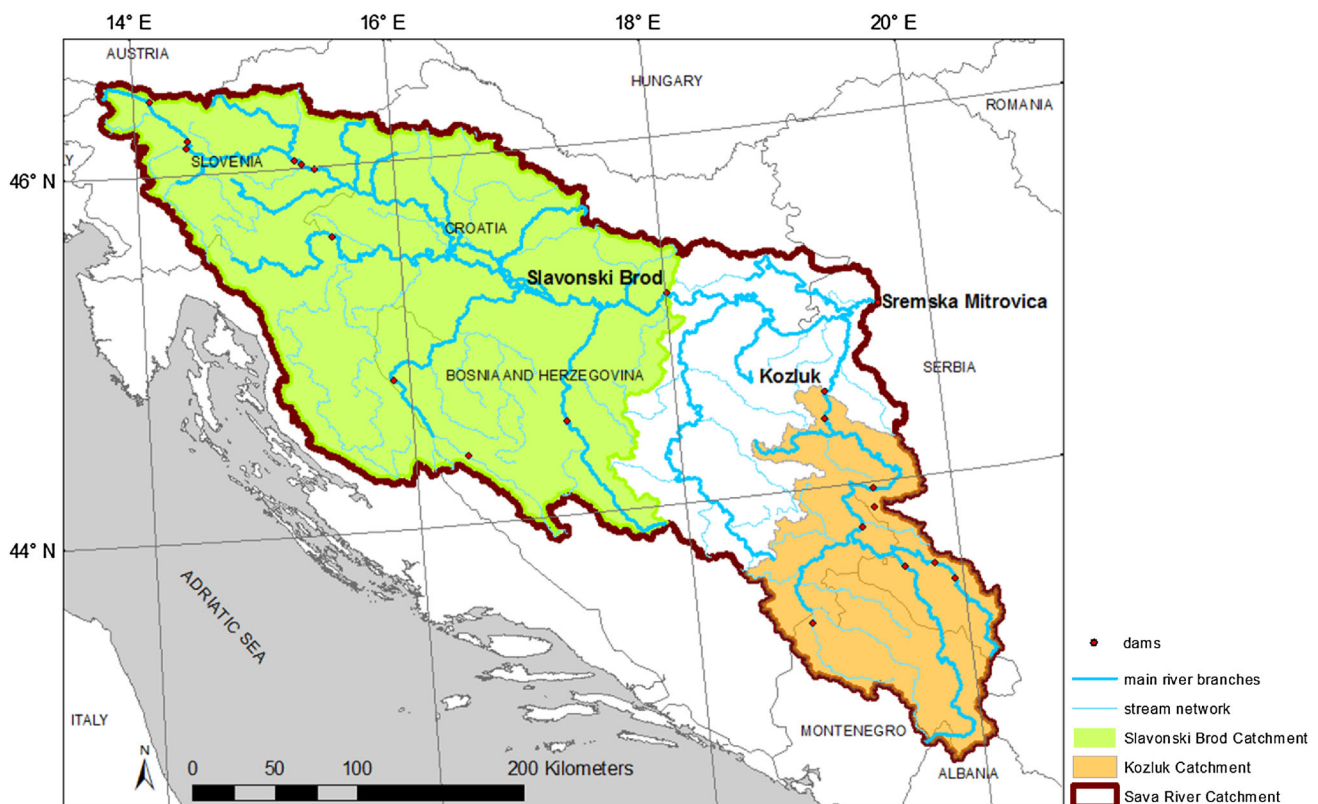 14° E
16° E
18° E
20° E
AUSTRIA
HUNGARY
ROMANIA
SLOVENIA
46° N
CROATIA
Slavonski Brod
Sremska Mitrovica
BOSNIA AND HERZEGOVINA
Kozluk
SERBIA
44° N
ADRIATIC SEA
dams
main river branches
ITALY
MONTENEGRO
stream network
Slavonski Brod Catchment
N
0 50 100 200 Kilometers
ALBANIA
Kozluk Catchment
Sava River Catchment